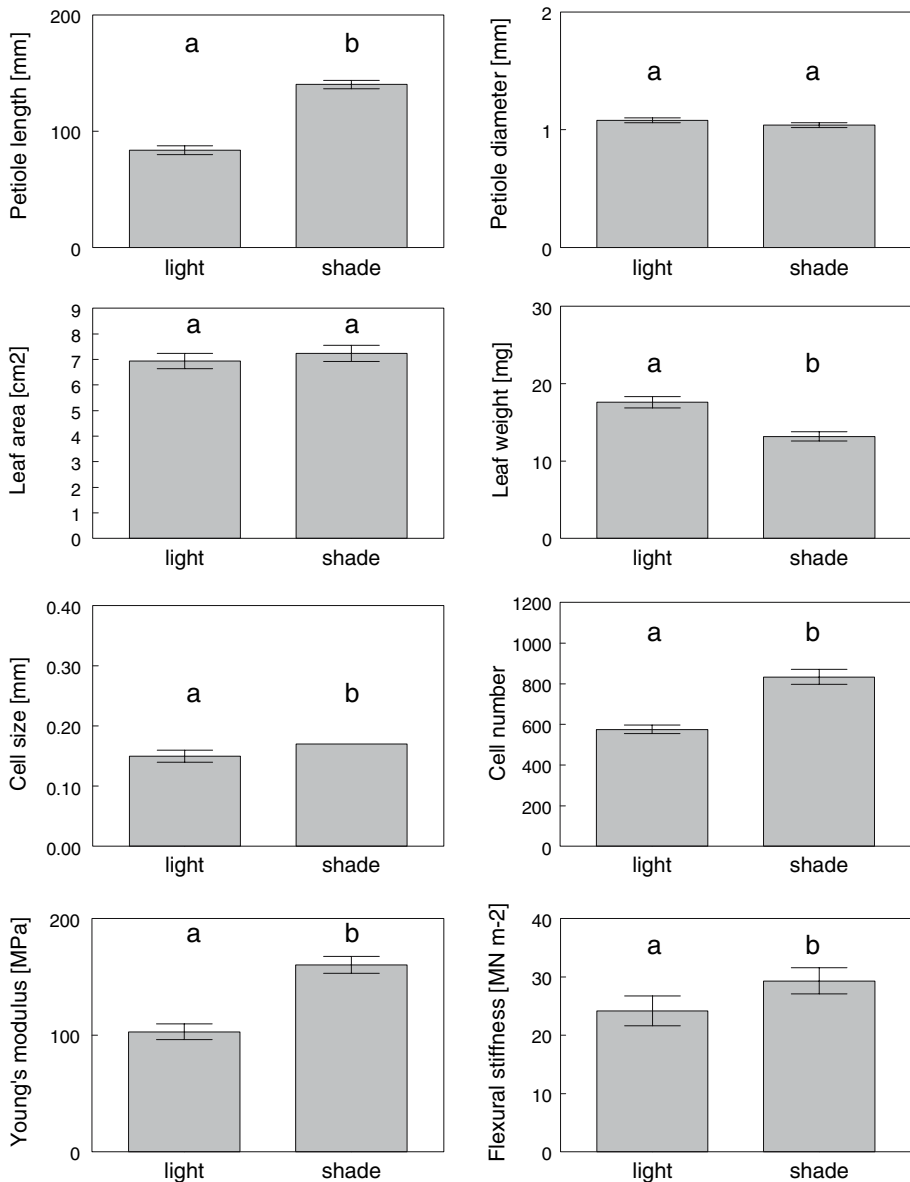 Petiole length [mm]
200
100
0
a b
light shade
Petiole diameter [mm]
2
1
0
a a
light shade
Leaf area [cm2]
9
8
7
6
5
4
3
2
1
0
a a
light shade
Leaf weight [mg]
30
20
10
0
a b
light shade
Cell size [mm]
0.40
0.30
0.20
0.10
0.00
a b
light shade
Cell number
1200
1000
800
600
400
200
0
a b
light shade
Young's modulus [MPa]
200
100
0
a b
light shade
Flexural stiffness [MN m-2]
40
30
20
10
0
a b
light shade